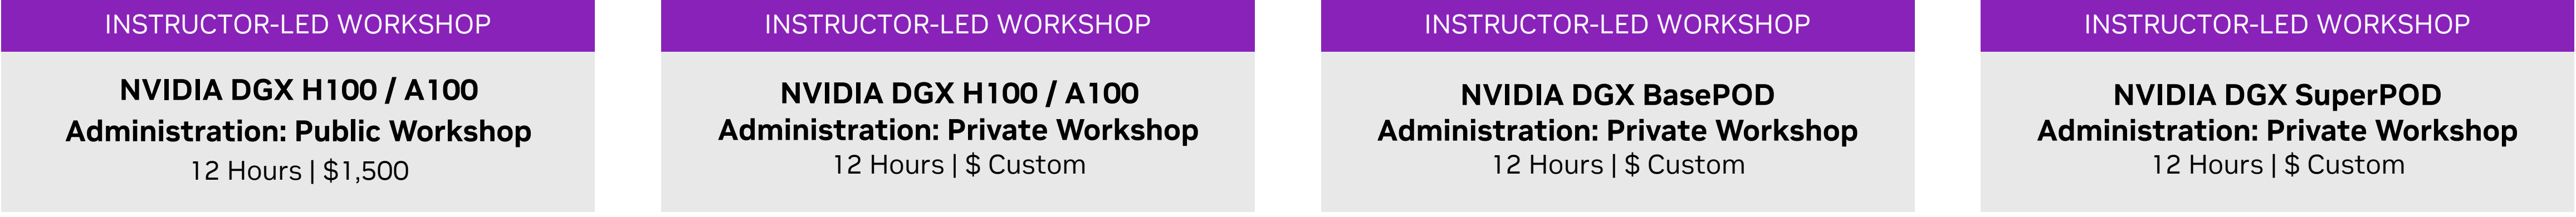 INSTRUCTOR-LED WORKSHOP
NVIDIA DGX H100 / A100
Administration: Public Workshop
12 Hours | $1,500
INSTRUCTOR-LED WORKSHOP
NVIDIA DGX H100 / A100
Administration: Private Workshop
12 Hours | $ Custom
INSTRUCTOR-LED WORKSHOP
NVIDIA DGX BasePOD
Administration: Private Workshop
12 Hours | $ Custom
INSTRUCTOR-LED WORKSHOP
NVIDIA DGX SuperPOD
Administration: Private Workshop
12 Hours | $ Custom